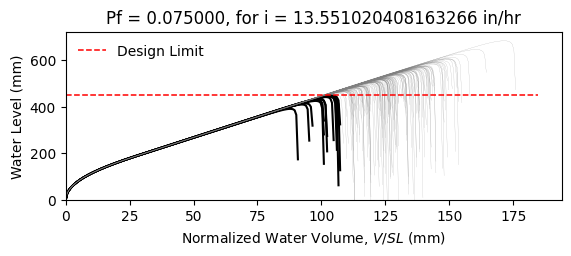 Pf = 0.075000, for i = 13.551020408163266 in/hr
Design Limit
Water Level (mm)
600
400
200
0
0 25 50 75 100 125 150 175
Normalized Water Volume, V/SL (mm)